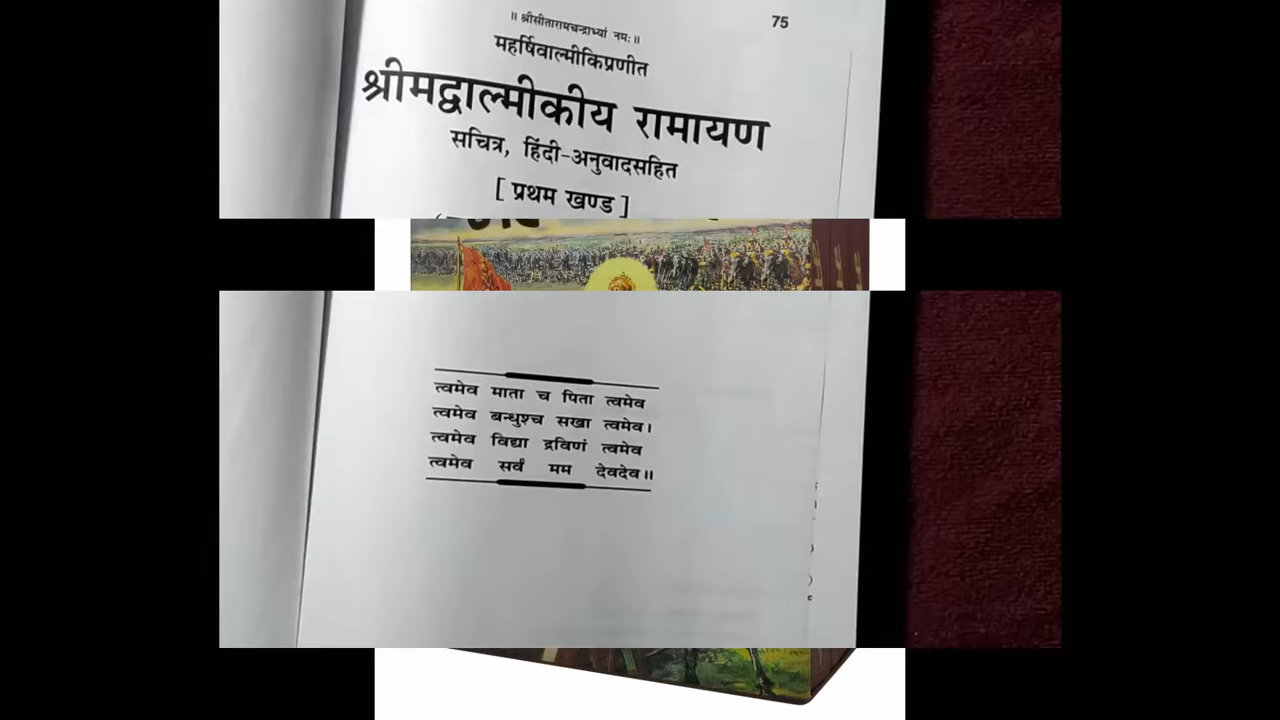 75
॥ श्रीसीतारामचन्द्राभ्यां नमः ॥
महर्षिवाल्मीकिप्रणीत
श्रीमद्वाल्मीकीय रामायण
सचित्र, हिंदी-अनुवादसहित
[ प्रथम खण्ड ]
त्वमेव माता च पिता त्वमेव
त्वमेव बन्धुश्च सखा त्वमेव।
त्वमेव विद्या द्रविणं त्वमेव
त्वमेव सर्वं मम देवदेव॥